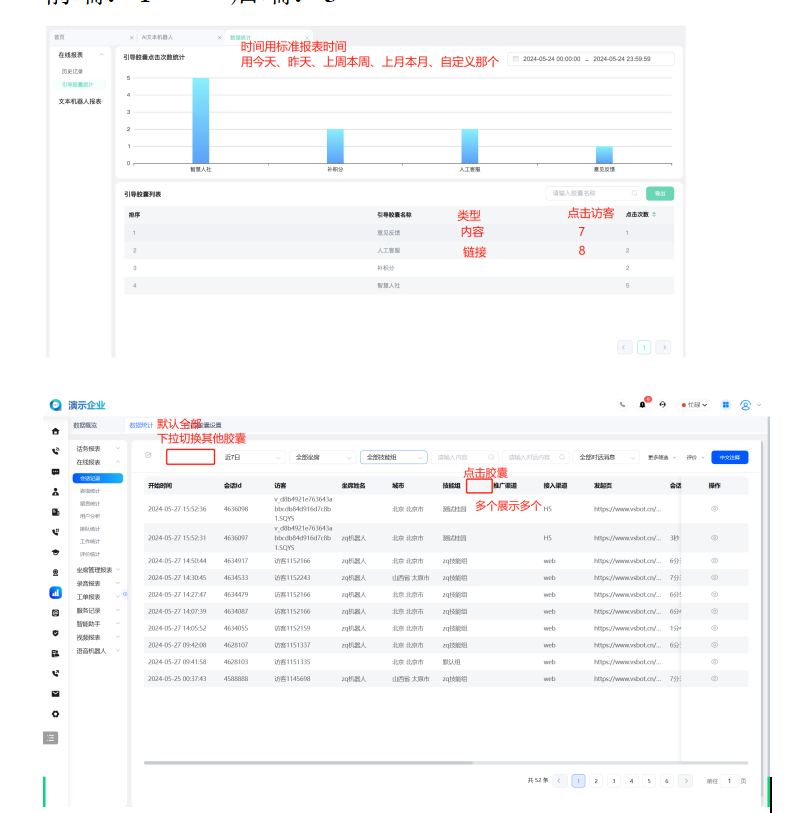 首页 AI文本机器人 数据统计
时间用标准报表时间
用今天、昨天、上周本周、上月本月、自定义那个
在线报表
历史记录
引导胶囊统计
文本机器人报表
引导胶囊点击次数统计
2024-05-24 00:00:00 - 2024-05-24 23:59:59
5
4
3
2
1
0
智慧人社 补积分 人工客服 意见反馈
引导胶囊列表 请输入胶囊名称 导出
排序 引导胶囊名称 类型 点击访客 点击次数
1 意见反馈 内容 7 1
2 人工客服 链接 8 2
3 补积分 2
4 智慧人社 5
1
演示企业 忙碌
数据概览 数据统计 胶囊设置
默认全部
下拉切换其他胶囊
话务报表
在线报表
会话记录
用户分析
排队统计
工作统计
评价统计
坐席管理报表
录音报表
工单报表
服务记录
智能助手
视频报表
语音机器人
近7日 全部坐席 全部技能组 请输入内容 请输入对话内容 全部对话消息 更多筛选 评价
点击胶囊
开始时间 会话Id 访客 坐席姓名 城市 技能组 推广渠道 接入渠道 发起页 会话 操作
多个展示多个
2024-05-27 15:52:36 4636098 v_d8b4921e763643abbcdb84d916d7c8b1.SQYS 北京 北京市 H5 https://www.vsbot.cn/...
2024-05-27 15:52:31 4636097 v_d8b4921e763643abbcdb84d916d7c8b1.SQYS zq机器人 北京 北京市 H5 https://www.vsbot.cn/... 3秒
2024-05-27 14:50:44 4634917 访客1152166 zq机器人 北京 北京市 zq技能组 web https://www.vsbot.cn/... 6分
2024-05-27 14:30:45 4634533 访客1152243 zq机器人 山西省 太原市 zq技能组 web https://www.vsbot.cn/... 7分
2024-05-27 14:27:47 4634479 访客1152166 zq机器人 北京 北京市 zq技能组 web https://www.vsbot.cn/... 6分
2024-05-27 14:07:39 4634087 访客1152166 zq机器人 北京 北京市 zq技能组 web https://www.vsbot.cn/... 6分
2024-05-27 14:05:52 4634055 访客1152159 zq机器人 北京 北京市 zq技能组 web https://www.vsbot.cn/... 1分
2024-05-27 09:42:08 4628107 访客1151337 zq机器人 北京 北京市 zq技能组 web https://www.vsbot.cn/... 6分
2024-05-27 09:41:58 4628103 访客1151335 北京 北京市 默认组 web https://www.vsbot.cn/...
2024-05-25 00:37:43 4588888 访客1145698 zq机器人 山西省 太原市 zq技能组 web https://www.vsbot.cn/... 7分
共 52 条 1 2 3 4 5 6 前往 1 页